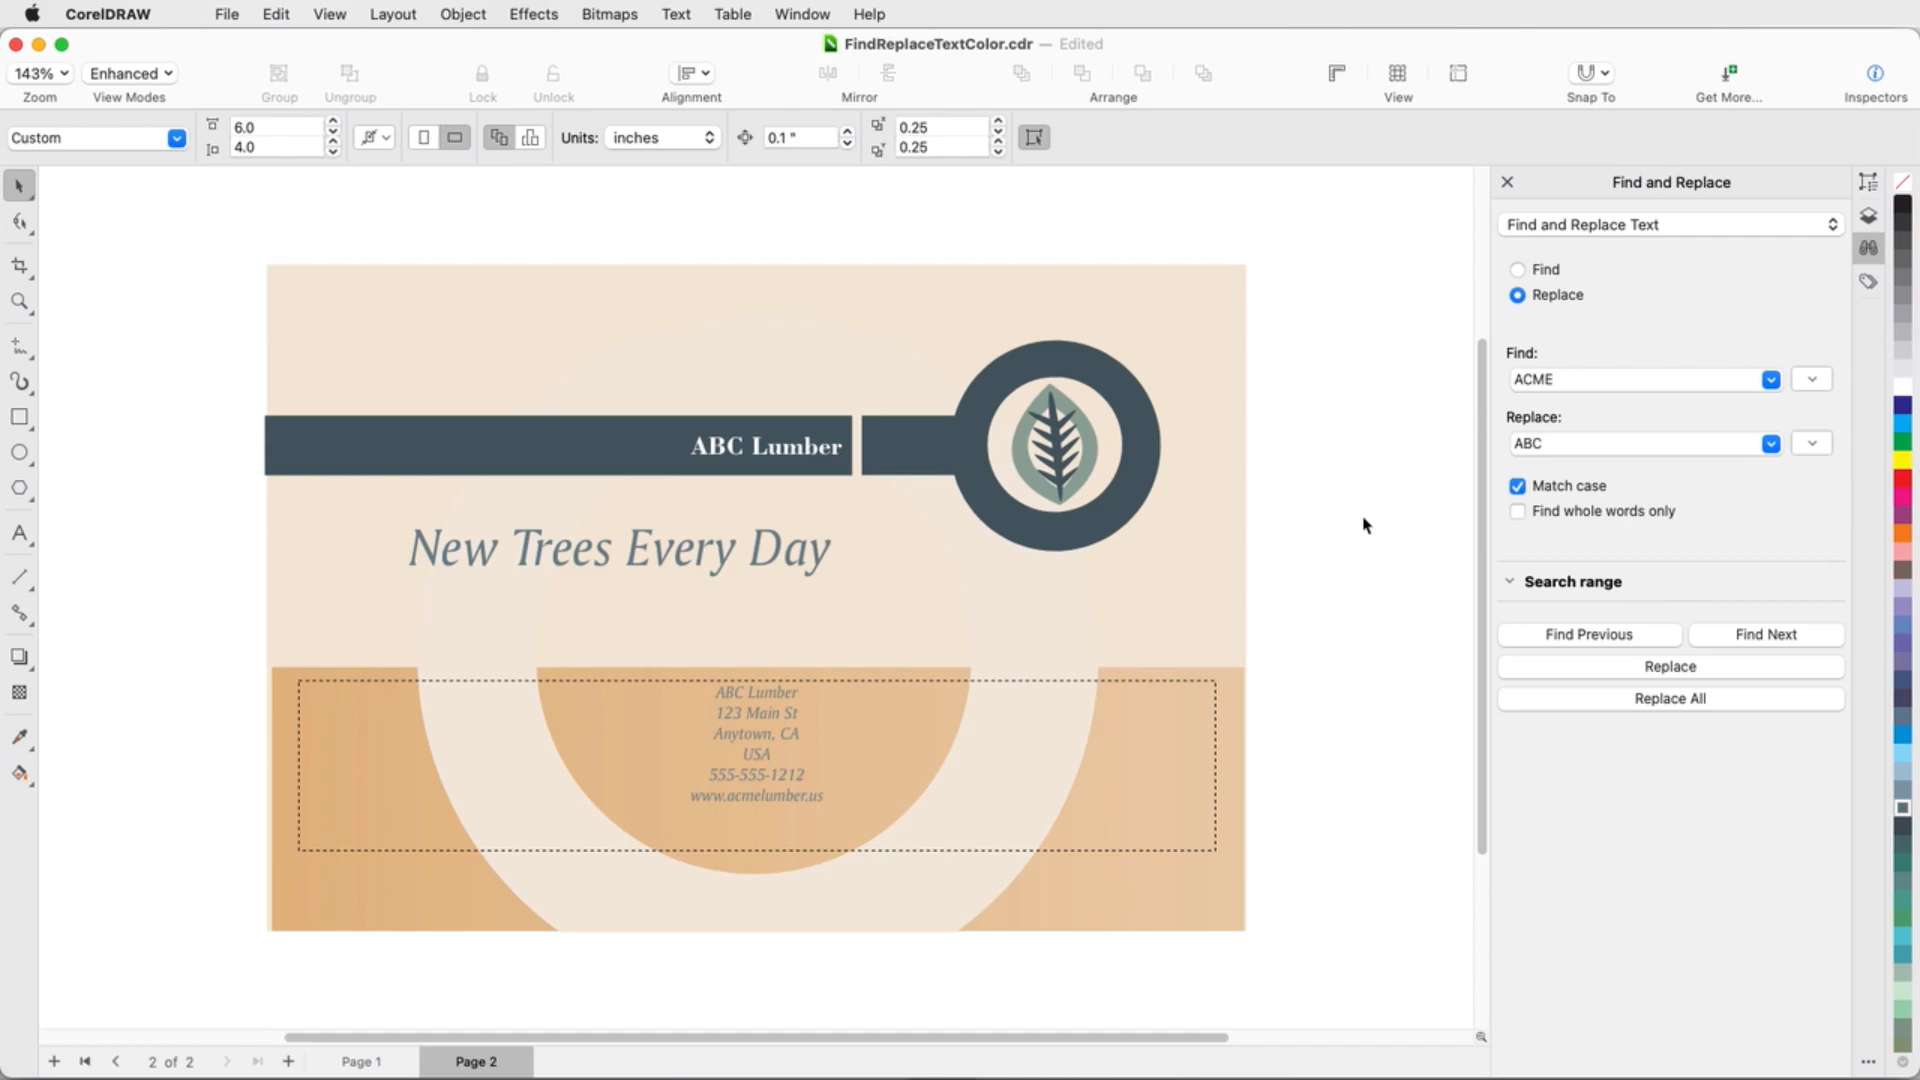 CorelDRAW File Edit View Layout Object Effects Bitmaps Text Table Window Help
FindReplaceTextColor.cdr — Edited
143% Enhanced
Zoom View Modes Group Ungroup Lock Unlock Alignment Mirror Arrange View Snap To Get More... Inspectors
Custom 6.0 4.0 Units: inches 0.1 " 0.25 0.25
Find and Replace
Find and Replace Text
Find
Replace
Find:
ACME
Replace:
ABC
Match case
Find whole words only
Search range
Find Previous Find Next
Replace
Replace All
ABC Lumber
New Trees Every Day
ABC Lumber
123 Main St
Anytown, CA
USA
555-555-1212
www.acmelumber.us
2 of 2 Page 1 Page 2